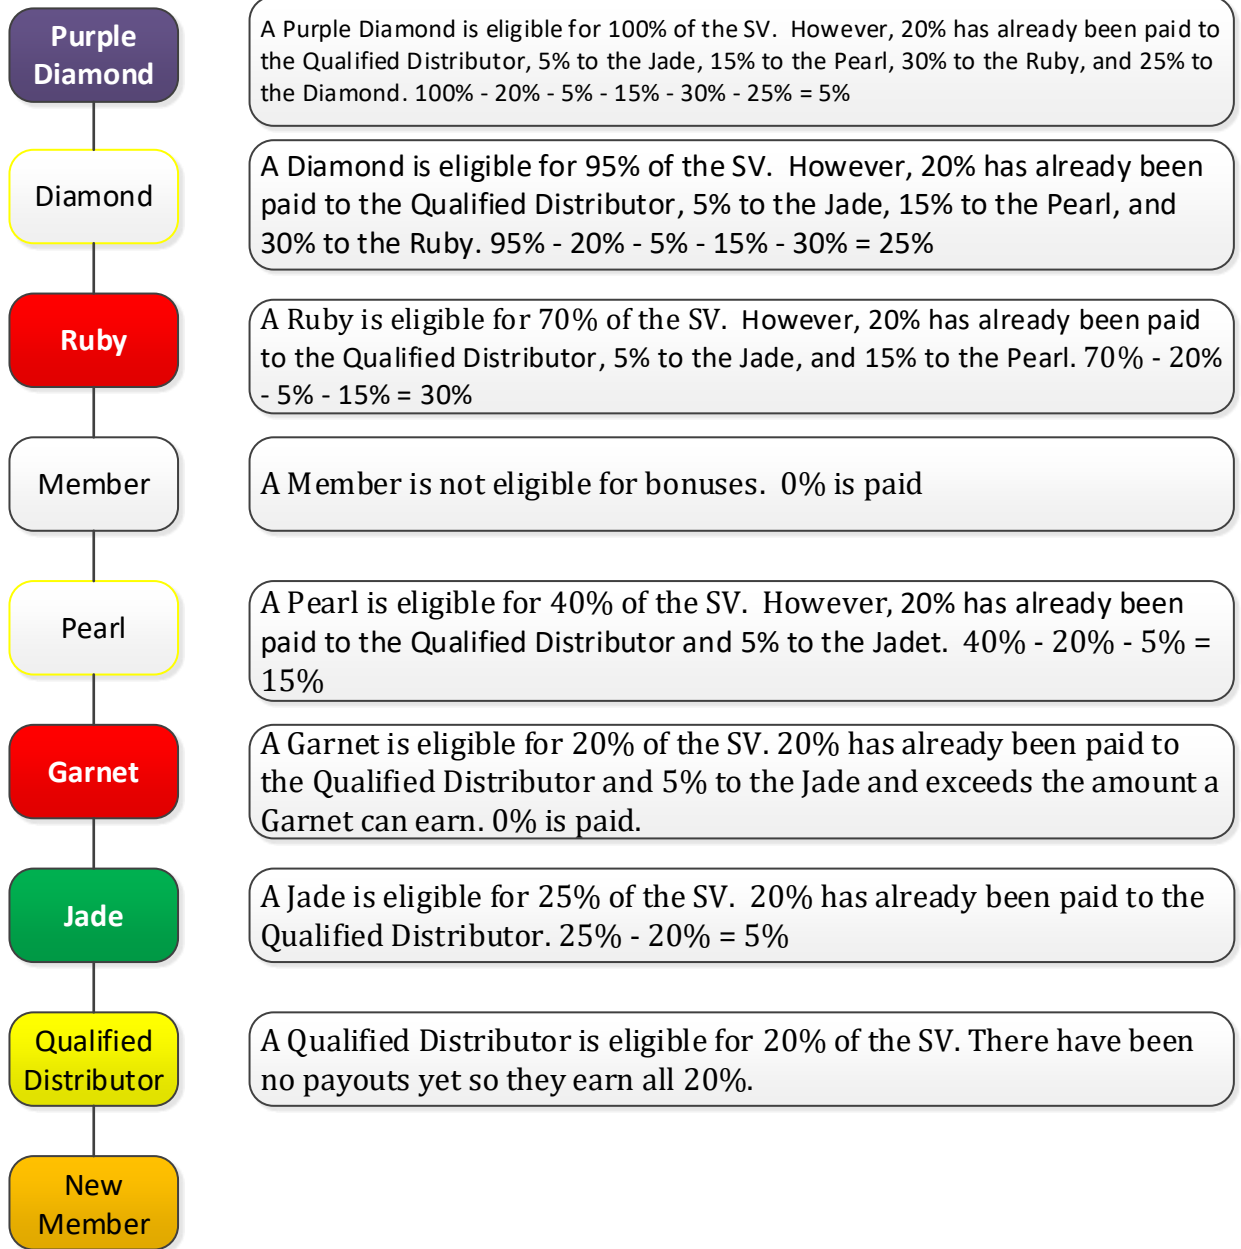 Purple
Diamond
A Purple Diamond is eligible for 100% of the SV.  However, 20% has already been paid to
the Qualified Distributor, 5% to the Jade, 15% to the Pearl, 30% to the Ruby, and 25% to
the Diamond. 100% - 20% - 5% - 15% - 30% - 25% = 5%
Diamond
A Diamond is eligible for 95% of the SV.  However, 20% has already been
paid to the Qualified Distributor, 5% to the Jade, 15% to the Pearl, and
30% to the Ruby. 95% - 20% - 5% - 15% - 30% = 25%
Ruby
A Ruby is eligible for 70% of the SV.  However, 20% has already been paid
to the Qualified Distributor, 5% to the Jade, and 15% to the Pearl. 70% - 20%
- 5% - 15% = 30%
Member
A Member is not eligible for bonuses.  0% is paid
Pearl
A Pearl is eligible for 40% of the SV.  However, 20% has already been
paid to the Qualified Distributor and 5% to the Jadet.  40% - 20% - 5% =
15%
Garnet
A Garnet is eligible for 20% of the SV. 20% has already been paid to
the Qualified Distributor and 5% to the Jade and exceeds the amount a
Garnet can earn. 0% is paid.
Jade
A Jade is eligible for 25% of the SV.  20% has already been paid to the
Qualified Distributor. 25% - 20% = 5%
Qualified
Distributor
A Qualified Distributor is eligible for 20% of the SV. There have been
no payouts yet so they earn all 20%.
New
Member